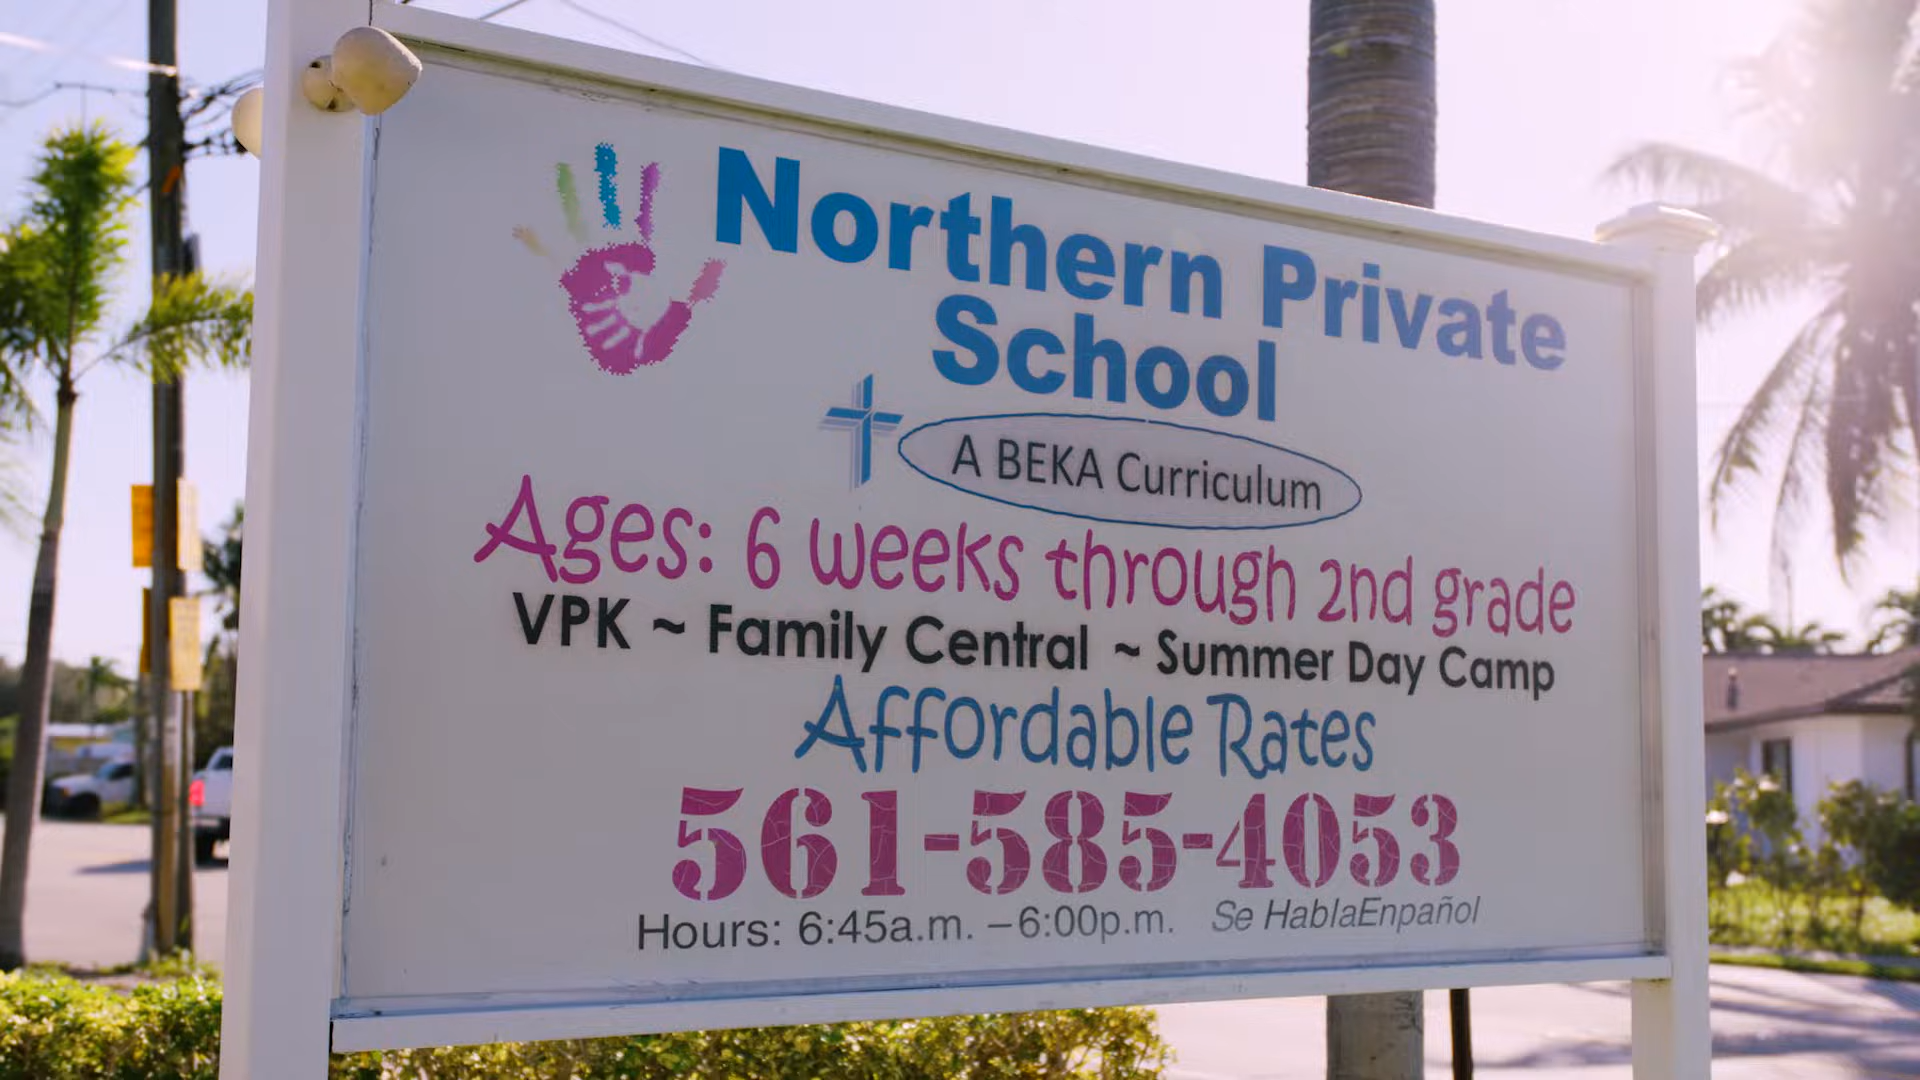 Northern Private
School
A BEKA Curriculum
Ages: 6 weeks through 2nd grade
VPK ~ Family Central ~ Summer Day Camp
Affordable Rates
561-585-4053
Hours: 6:45a.m. –6:00p.m. Se HablaEnpañol